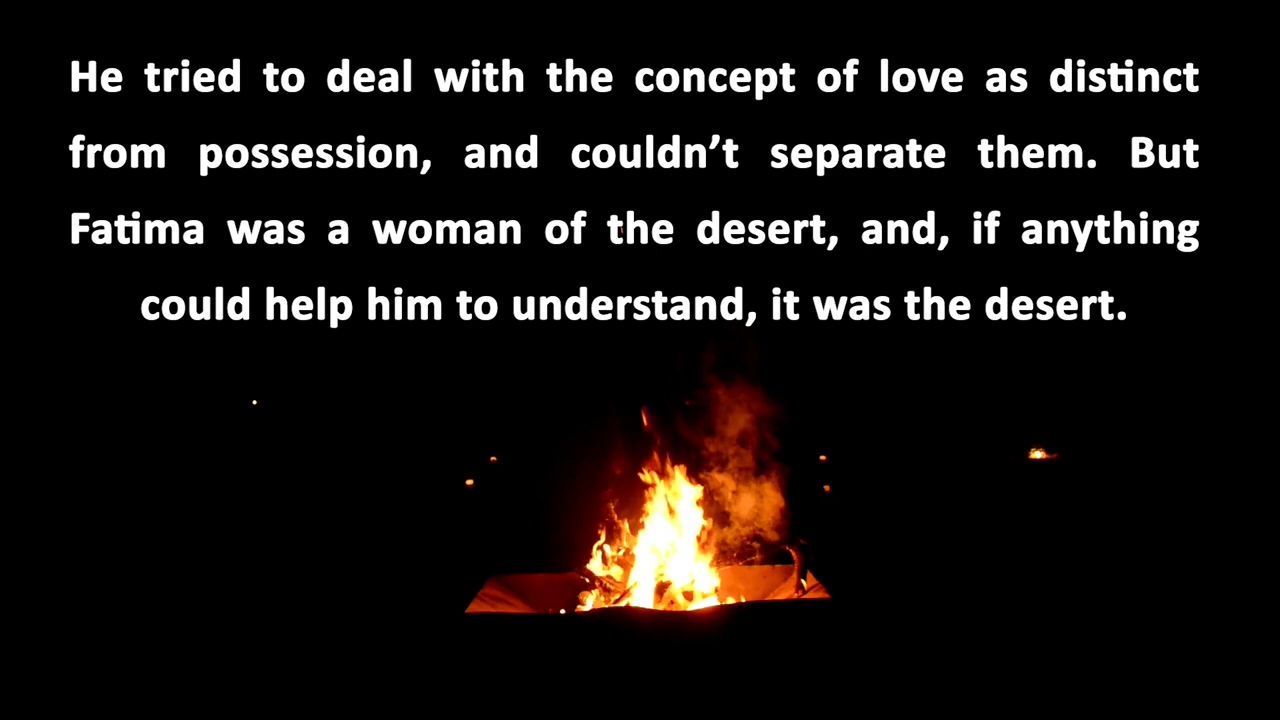 He tried to deal with the concept of love as distinct
from possession, and couldn’t separate them. But
Fatima was a woman of the desert, and, if anything
could help him to understand, it was the desert.